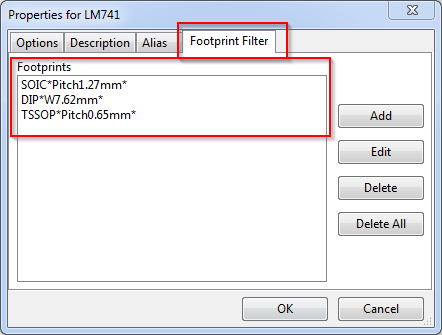 Properties for LM741
Options
Description
Alias
Footprint Filter
Footprints
SOIC*Pitch1.27mm*
DIP*W7.62mm*
TSSOP*Pitch0.65mm*
Add
Edit
Delete
Delete All
OK
Cancel